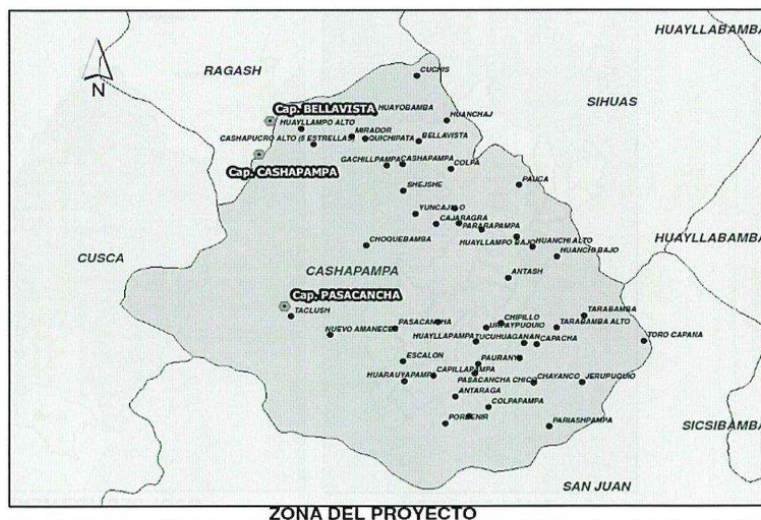 HUAYLLABAMBA
RAGASH
CUCHIS
SIHUAS
N
Cap. BELLAVISTA
HUAYOBAMBA
HUANCHAJ
HUAYLLAMPO ALTO
MIRADOR
CASHAPUCRO ALTO (5 ESTRELLAS)
QUICHIPATA
BELLAVISTA
Cap. CASHAPAMPA
GACHILLPAMPA
CASHAPAMPA
COLPA
SHEJSHE
PAUCA
YUNCAJIRLO
CAJARAGRA
PARARAPAMPA
CHOQUEBAMBA
HUAYLLAMPO BAJO
HUANCHI ALTO
HUAYLLABAMBA
HUANCHI BAJO
CUSCA
CASHAPAMPA
ANTASH
Cap. PASACANCHA
TACLUSH
PASACANCHA
CHIPILLO
TARABAMBA
NUEVO AMANECER
TARABAMBA ALTO
HUAYLLAPAMPA
TUCUHUAGANAN
CAPACHA
TORO CAPANA
ESCALON
PAURANY
HUARAUYAPAMPA
CAPILLAPAMPA
PASACANCHA CHICO
CHAYANCO
JERUPUQUIO
ANTARAGA
COLPAPAMPA
PORVENIR
PARIASHPAMPA
SICSIBAMBA
SAN JUAN
ZONA DEL PROYECTO